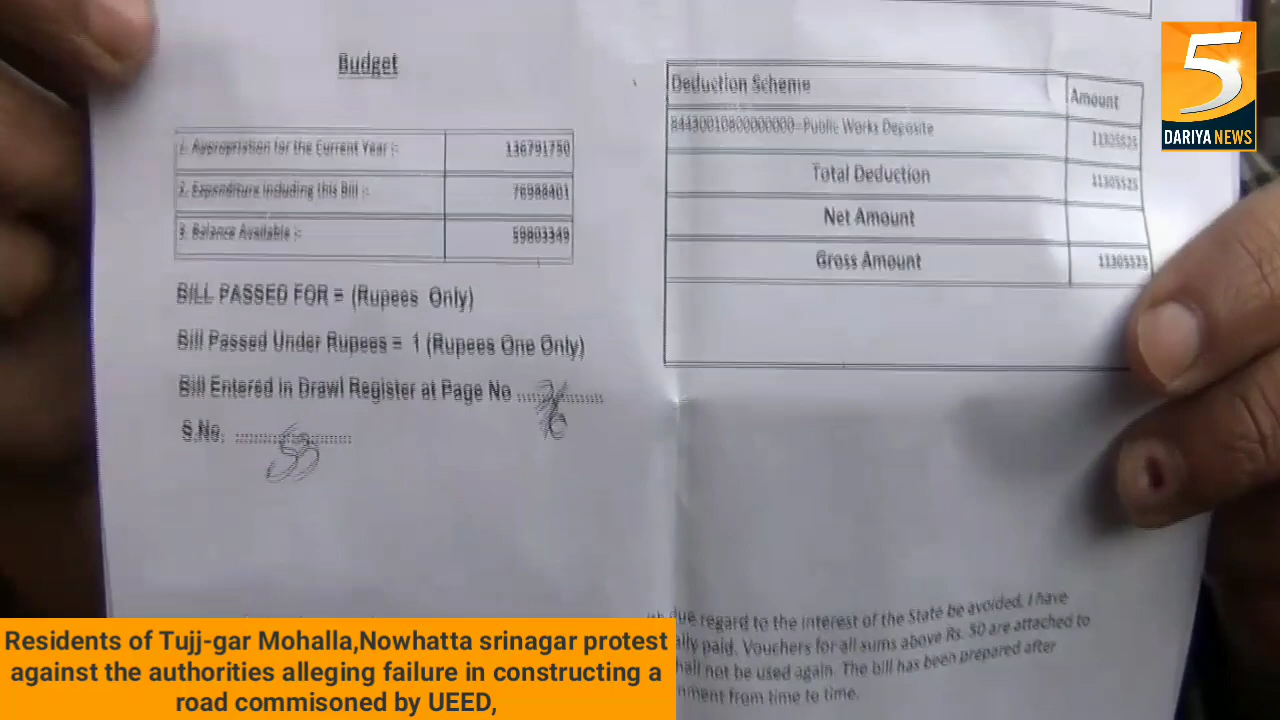 Budget
1. Appropriation for the Current Year :- 136791750
2. Expenditure including this Bill :- 76988401
3. Balance Available :- 59803349
BILL PASSED FOR = (Rupees Only)
Bill Passed Under Rupees = 1 (Rupees One Only)
Bill Entered in Drawl Register at Page No
S.No.
Deduction Scheme Amount
Public Works Deposite 11305525
Total Deduction 11305525
Net Amount
Gross Amount 11305525
due regard to the interest of the State be avoided. I have
paid. Vouchers for all sums above Rs. 50 are attached to
not be used again. The bill has been prepared after
from time to time.
5
DARIYA NEWS
Residents of Tujj-gar Mohalla,Nowhatta srinagar protest
against the authorities alleging failure in constructing a
road commisoned by UEED,